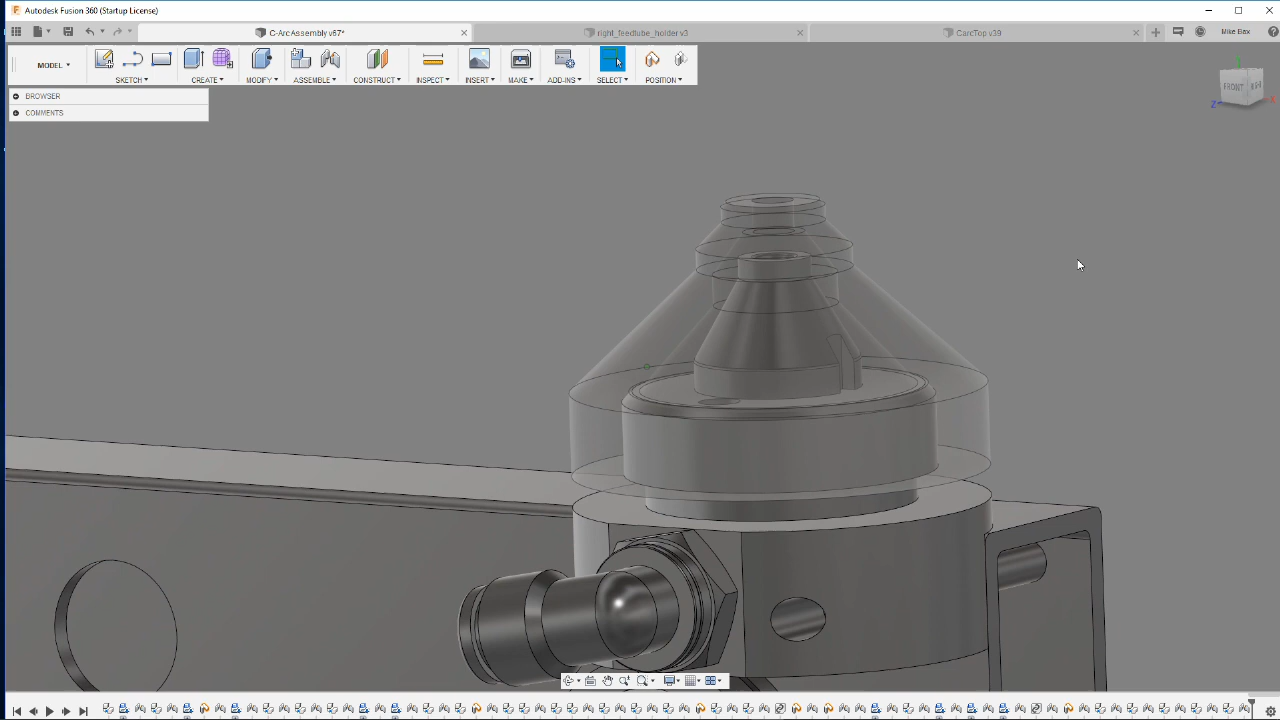 Autodesk Fusion 360 (Startup License)
C-ArcAssembly v67*
right_feedtube_holder v3
CarcTop v39
Mike Bax
MODEL
SKETCH
CREATE
MODIFY
ASSEMBLE
CONSTRUCT
INSPECT
INSERT
MAKE
ADD-INS
SELECT
POSITION
BROWSER
COMMENTS
FRONT
Z
X